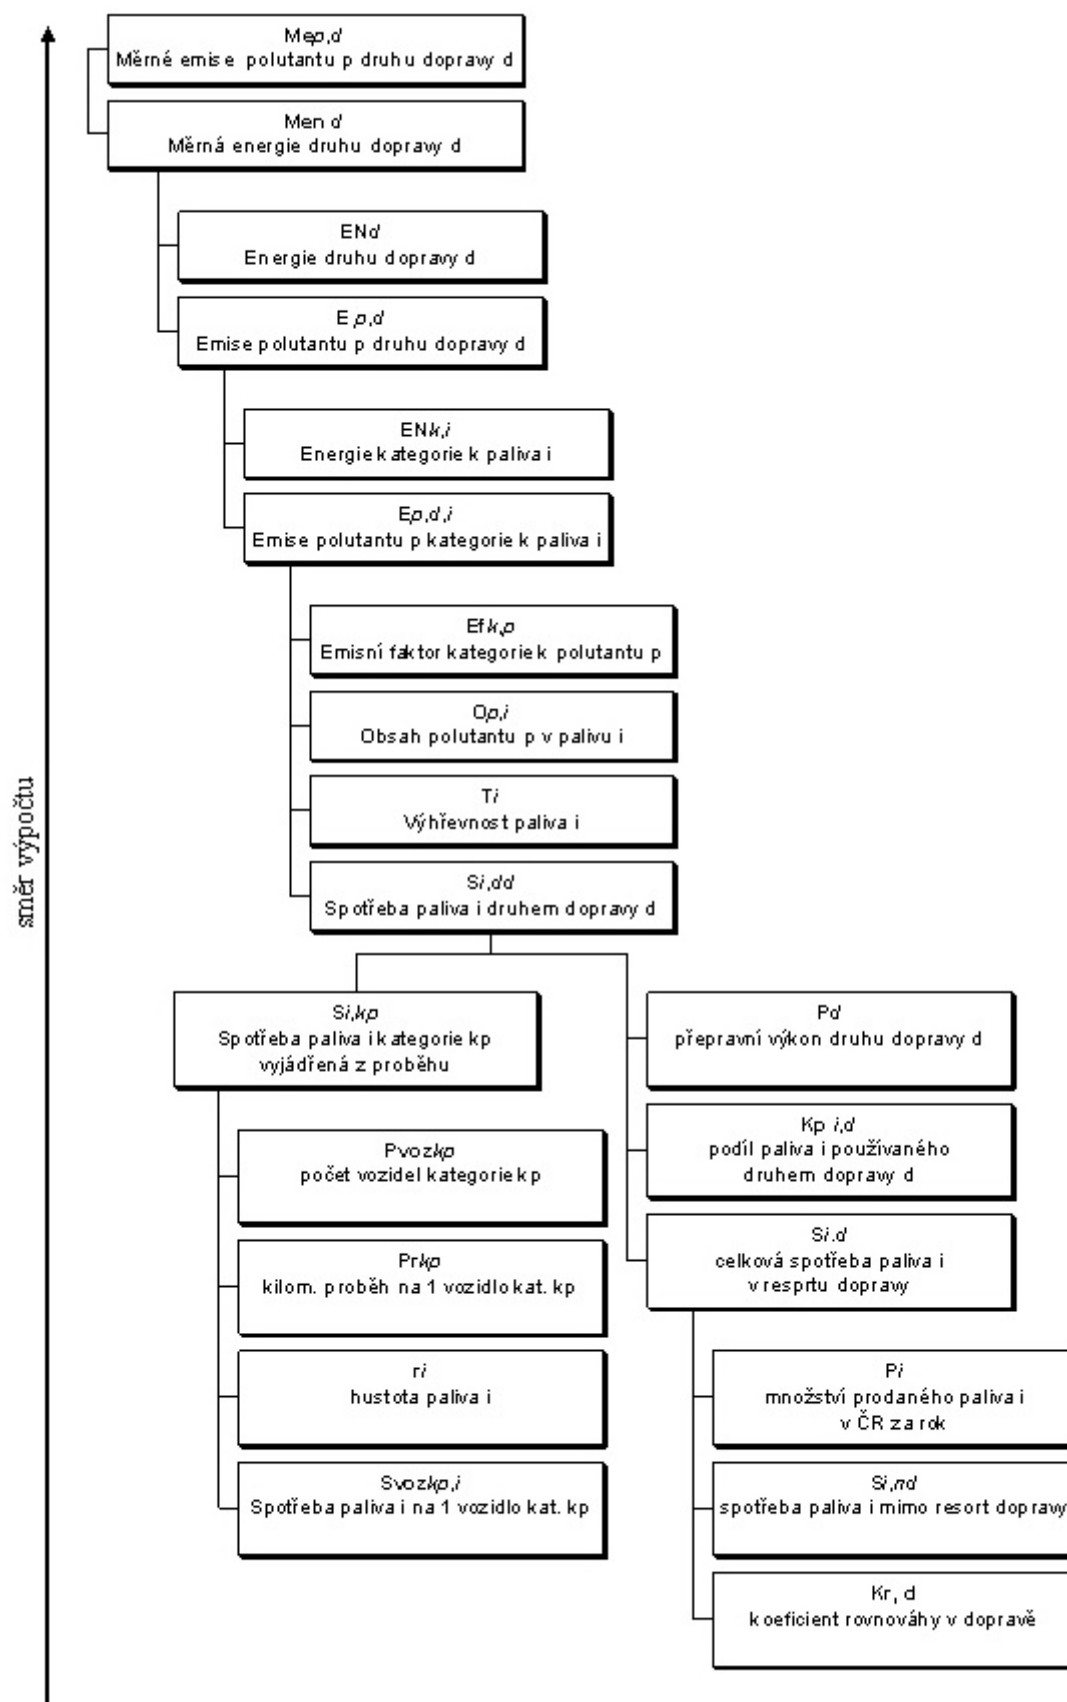 Mep,d
Měrné emise polutantu p druhu dopravy d
Men d
Měrná energie druhu dopravy d
ENd
Energie druhu dopravy d
E,p,d
Emise polutantu p druhu dopravy d
ENk,i
Energie kategorie k paliva i
Ep,d,i
Emise polutantu p kategorie k paliva i
Efk,p
Emisní faktor kategorie k polutantu p
Op,i
Obsah polutantu p v palivu i
Ti
Výhřevnost paliva i
Si,dd
Spotřeba paliva i druhem dopravy d
směr výpočtu
Si,kp
Spotřeba paliva i kategorie kp
vyjádřená z proběhu
Pvozkp
počet vozidel kategorie kp
Prkp
kilom. proběh na 1 vozidlo kat. kp
ri
hustota paliva i
Svozkp,i
Spotřeba paliva i na 1 vozidlo kat. kp
Pd
přepravní výkon druhu dopravy d
Kp i,d
podíl paliva i používaného
druhem dopravy d
Si.d
celková spotřeba paliva i
v resprtu dopravy
Pi
množství prodaného paliva i
v ČR za rok
Si,nd
spotřeba paliva i mimo resort dopravy
Kr, d
koeficient rovnováhy v dopravě